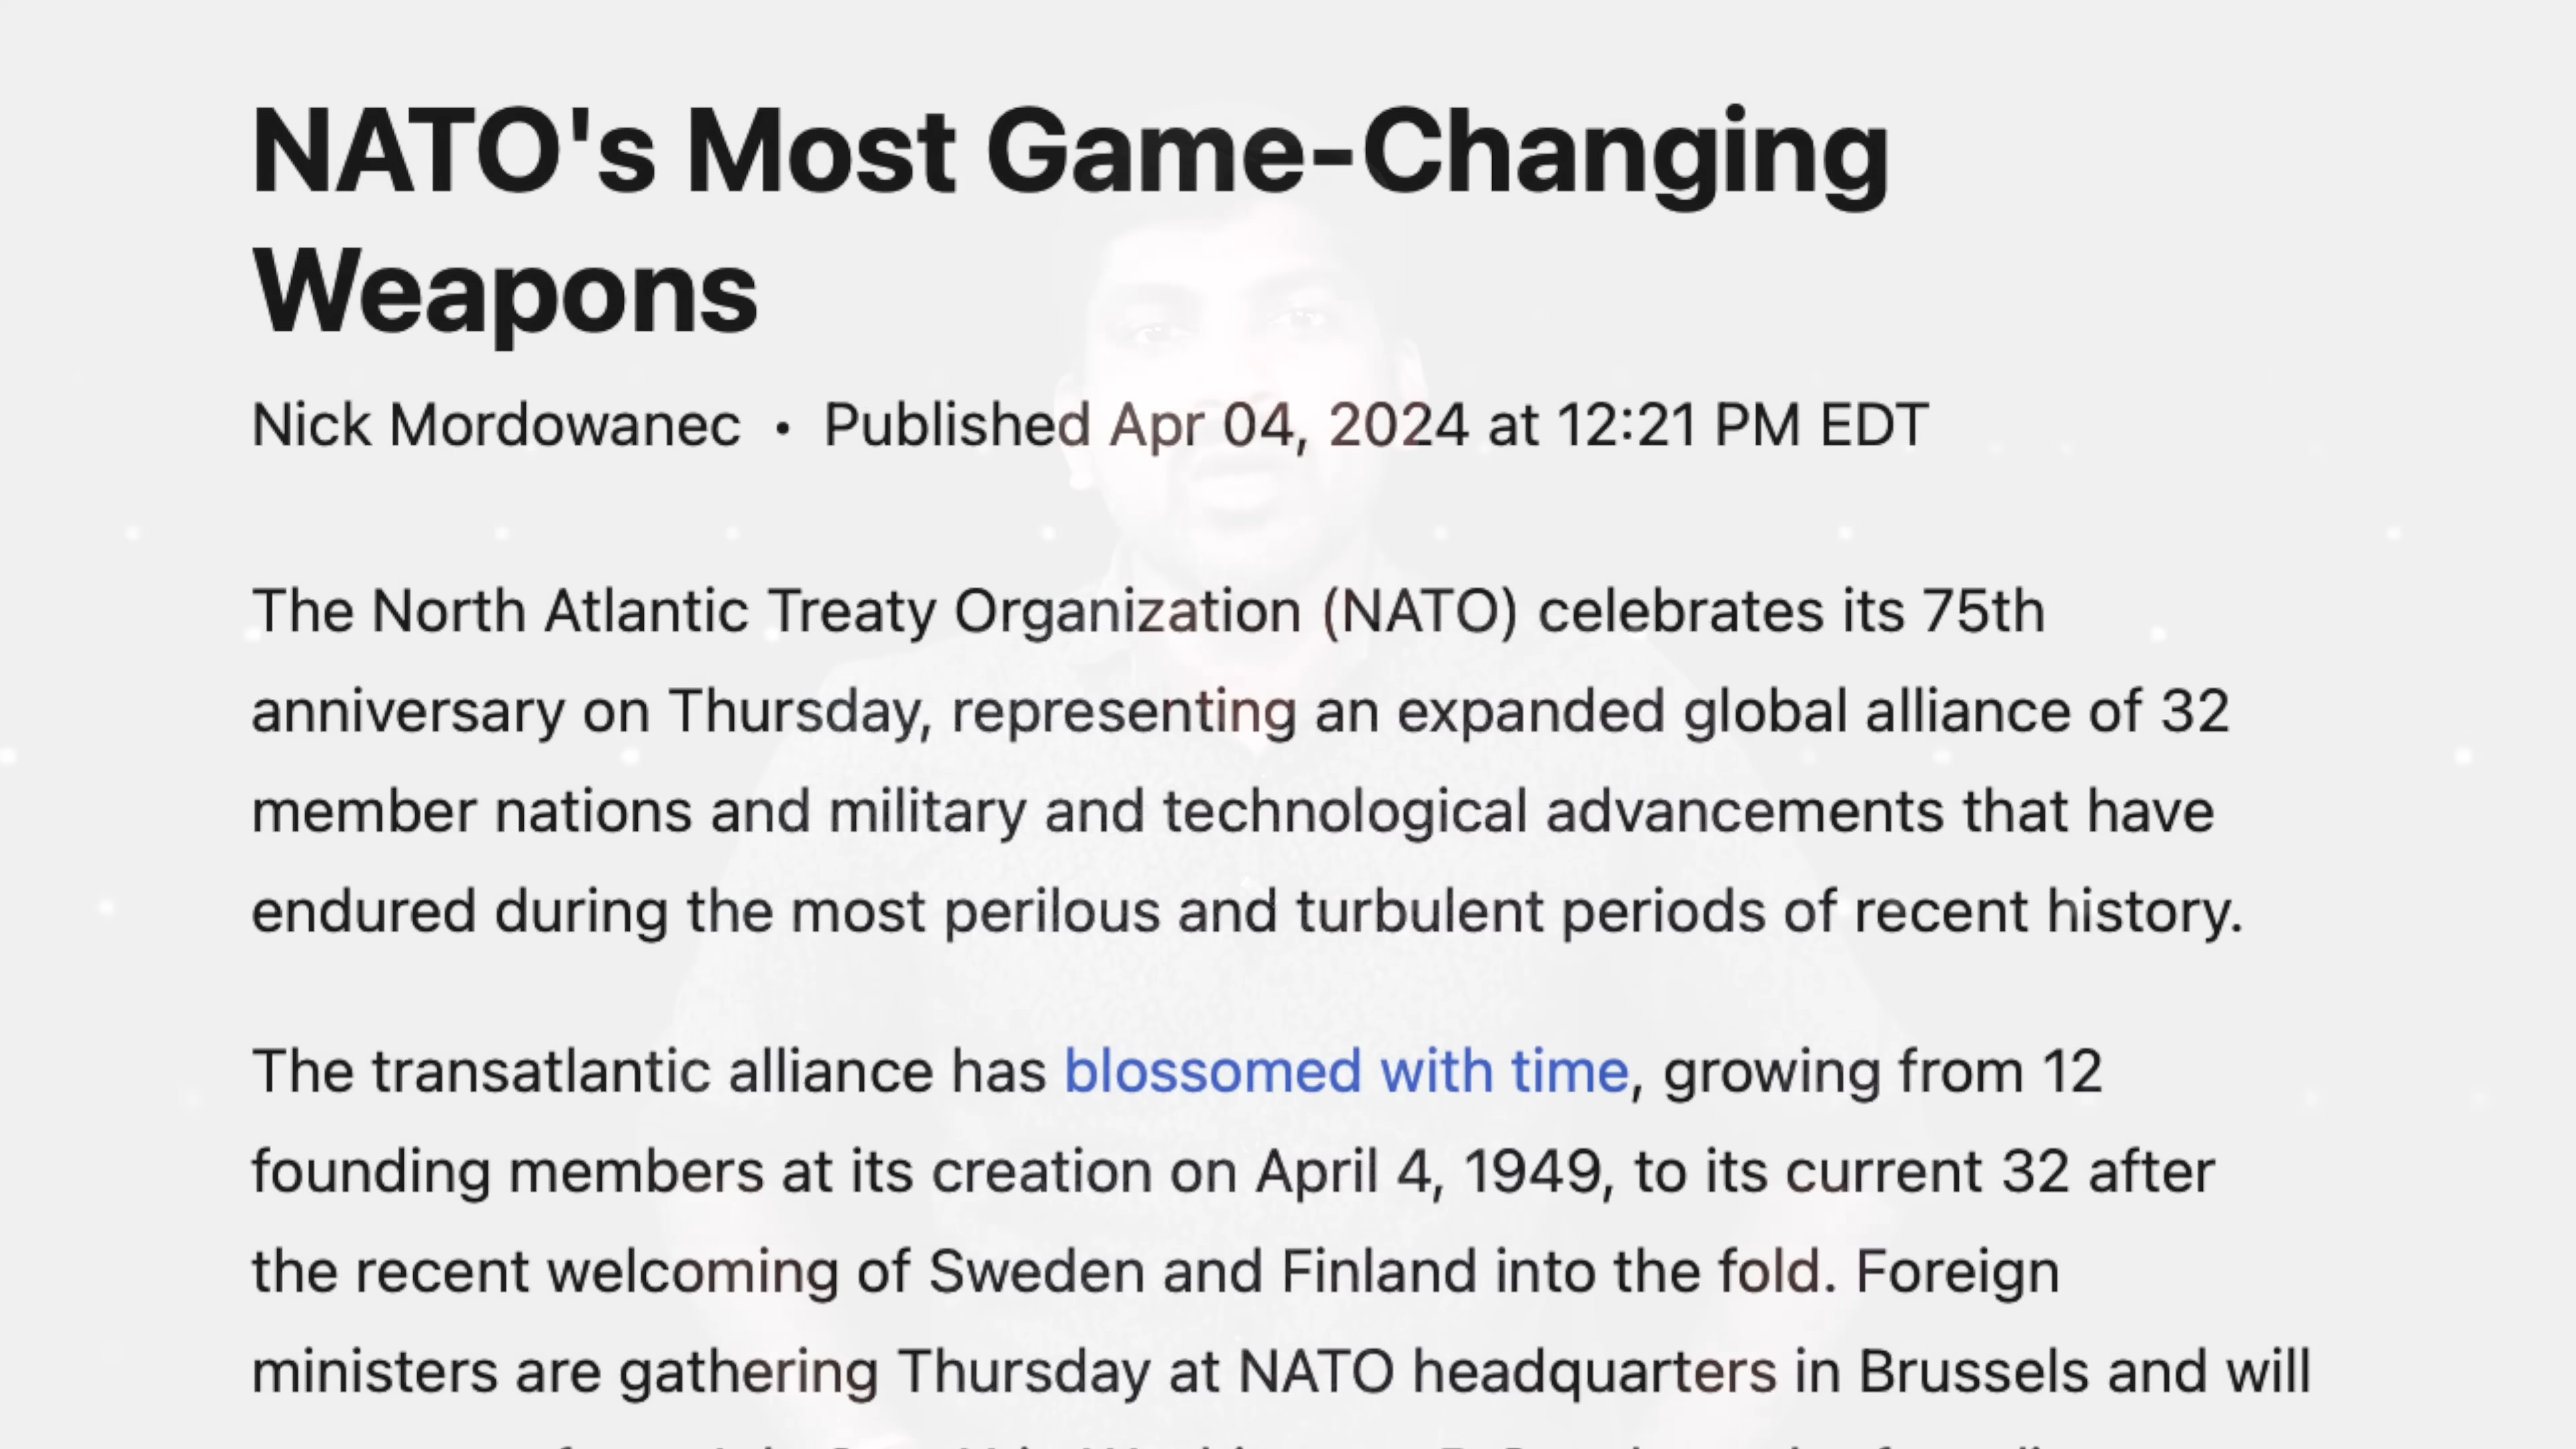 NATO's Most Game-Changing
Weapons
Nick Mordowanec • Published Apr 04, 2024 at 12:21 PM EDT
The North Atlantic Treaty Organization (NATO) celebrates its 75th
anniversary on Thursday, representing an expanded global alliance of 32
member nations and military and technological advancements that have
endured during the most perilous and turbulent periods of recent history.
The transatlantic alliance has blossomed with time, growing from 12
founding members at its creation on April 4, 1949, to its current 32 after
the recent welcoming of Sweden and Finland into the fold. Foreign
ministers are gathering Thursday at NATO headquarters in Brussels and will